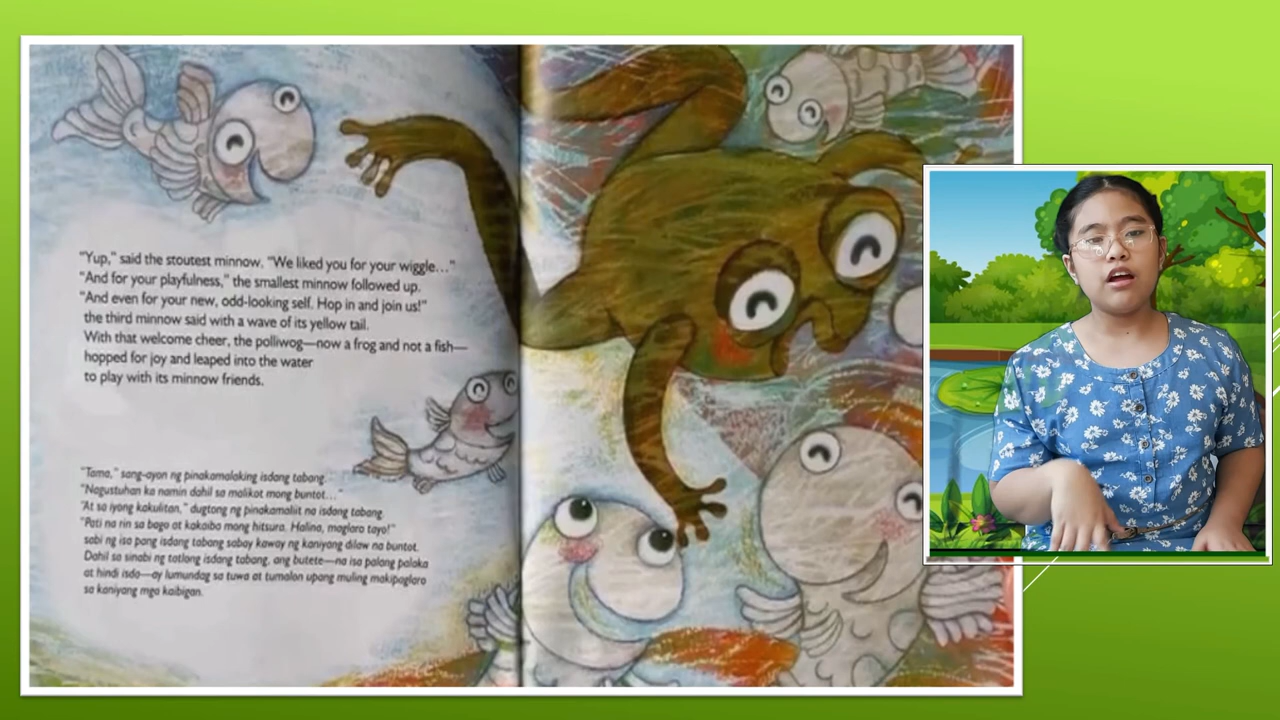 "Yup," said the stoutest minnow, "We liked you for your wiggle..."
"And for your playfulness," the smallest minnow followed up.
"And even for your new, odd-looking self. Hop in and join us!"
the third minnow said with a wave of its yellow tail.
With that welcome cheer, the polliwog—now a frog and not a fish—
hopped for joy and leaped into the water
to play with its minnow friends.
"Tama," sang-ayon ng pinakamalaking isdang tabang.
"Nagustuhan ka namin dahil sa malikot mong buntot..."
"At sa iyong kakulitan," dugtong ng pinakamaliit na isdang tabang.
"Pati na rin sa bago at kakaiba mong hitsura. Halina, maglaro tayo!"
sabi ng isa pang isdang tabang sabay kaway ng kaniyang dilaw na buntot.
Dahil sa sinabi ng tatlong isdang tabang, ang butete—na isa palang palaka
at hindi isda—ay lumundag sa tuwa at tumalon upang muling makipaglaro
sa kaniyang mga kaibigan.